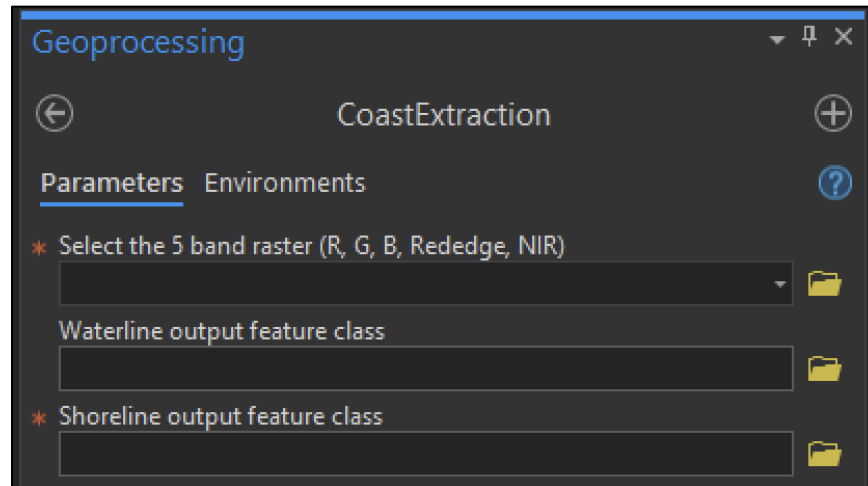 Geoprocessing
CoastExtraction
Parameters Environments
* Select the 5 band raster (R, G, B, Rededge, NIR)
Waterline output feature class
* Shoreline output feature class